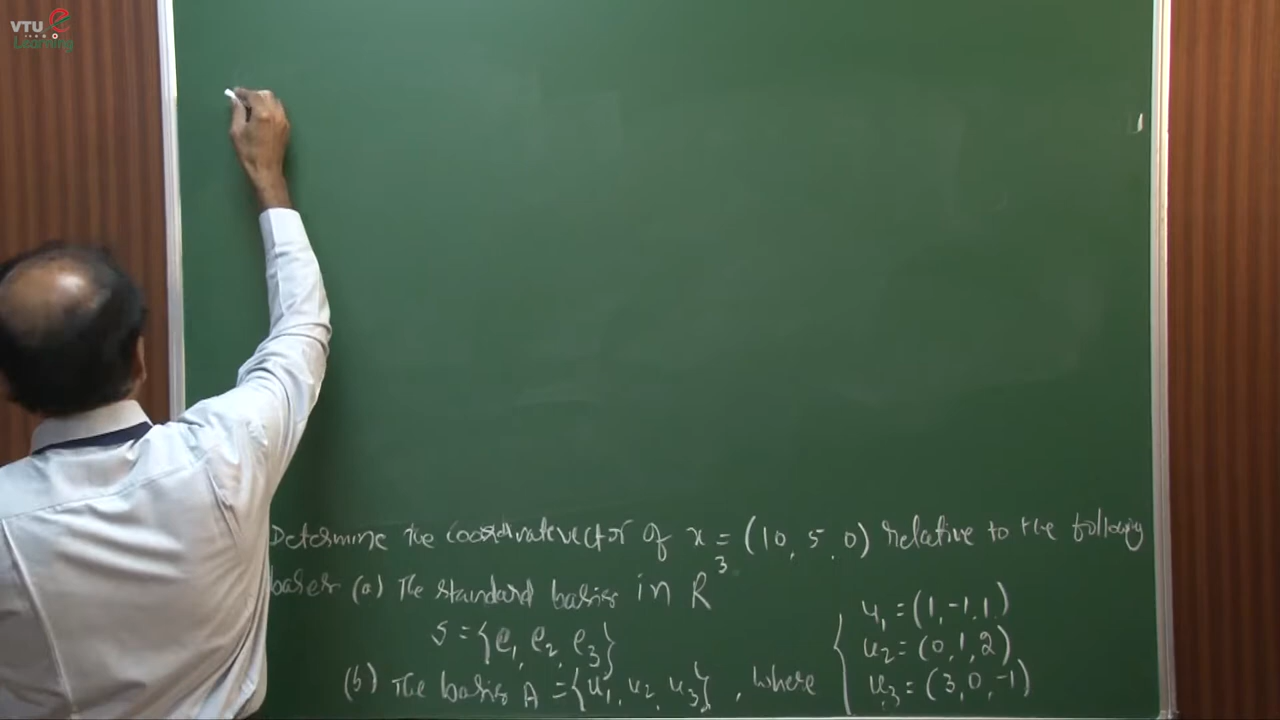 VTU e
Learning
Determine the coordinate vector of x = (10, 5, 0) relative to the following
bases (a) The standard basis in R³
S = {e₁, e₂, e₃}
(b) The basis A = {u₁, u₂, u₃}, where
u₁ = (1, -1, 1)
u₂ = (0, 1, 2)
u₃ = (3, 0, -1)